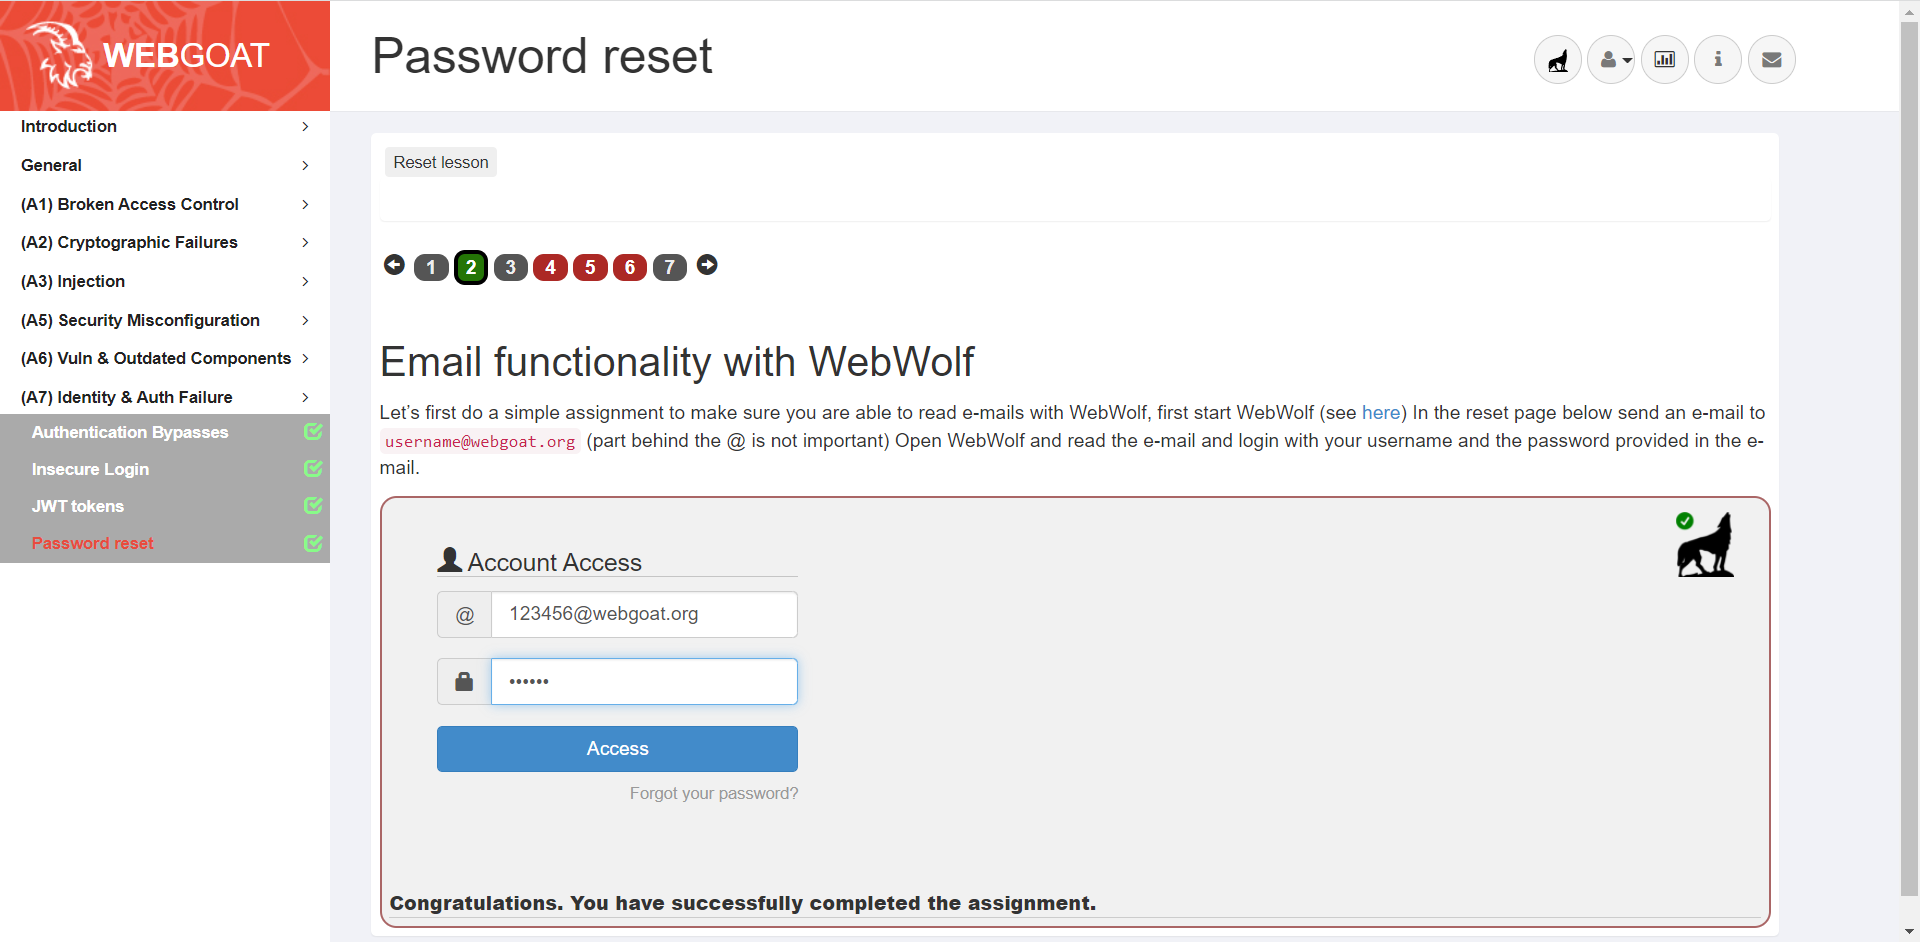 WEBGOAT
Password reset
Introduction
General
(A1) Broken Access Control
(A2) Cryptographic Failures
(A3) Injection
(A5) Security Misconfiguration
(A6) Vuln & Outdated Components
(A7) Identity & Auth Failure
Authentication Bypasses
Insecure Login
JWT tokens
Password reset
Reset lesson
1 2 3 4 5 6 7
Email functionality with WebWolf
Let’s first do a simple assignment to make sure you are able to read e-mails with WebWolf, first start WebWolf (see here) In the reset page below send an e-mail to
username@webgoat.org (part behind the @ is not important) Open WebWolf and read the e-mail and login with your username and the password provided in the e-
mail.
Account Access
@ 123456@webgoat.org
••••••
Access
Forgot your password?
Congratulations. You have successfully completed the assignment.